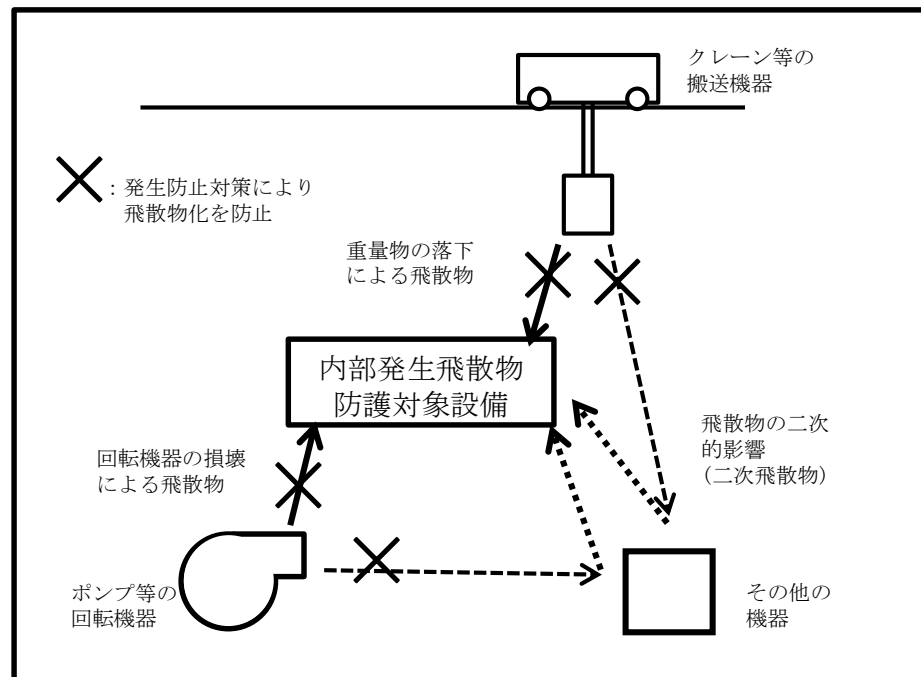 クレーン等の
搬送機器
：発生防止対策により
飛散物化を防止
重量物の落下
による飛散物
内部発生飛散物
防護対象設備
飛散物の二次
的影響
(二次飛散物)
回転機器の損壊
による飛散物
ポンプ等の
回転機器
その他の
機器